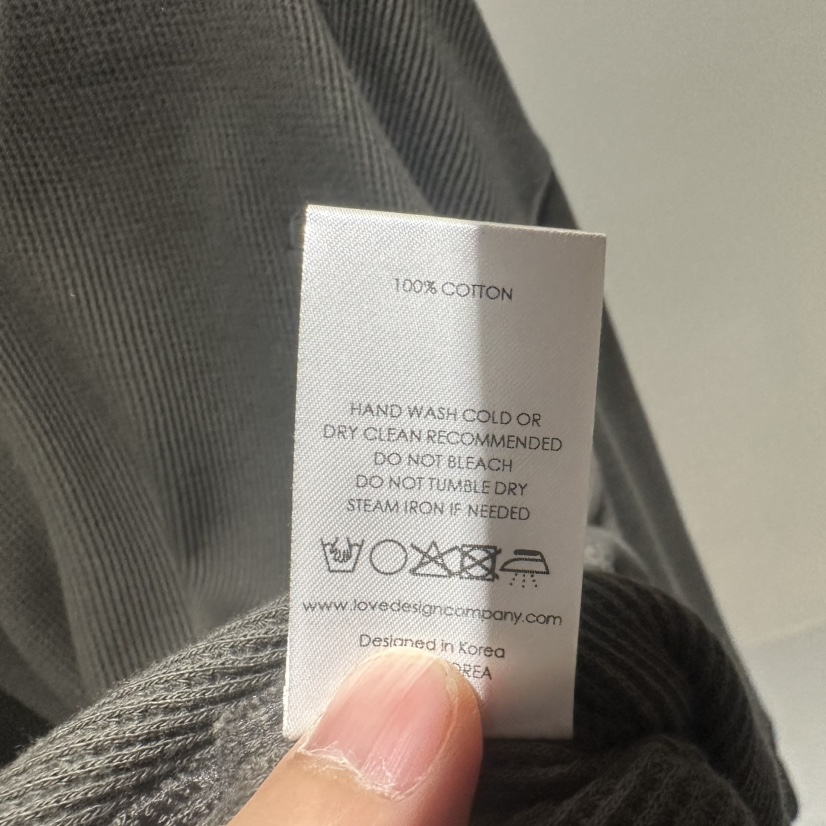 100% COTTON
HAND WASH COLD OR
DRY CLEAN RECOMMENDED
DO NOT BLEACH
DO NOT TUMBLE DRY
STEAM IRON IF NEEDED
www.lovedesigncompany.com
Designed in Korea